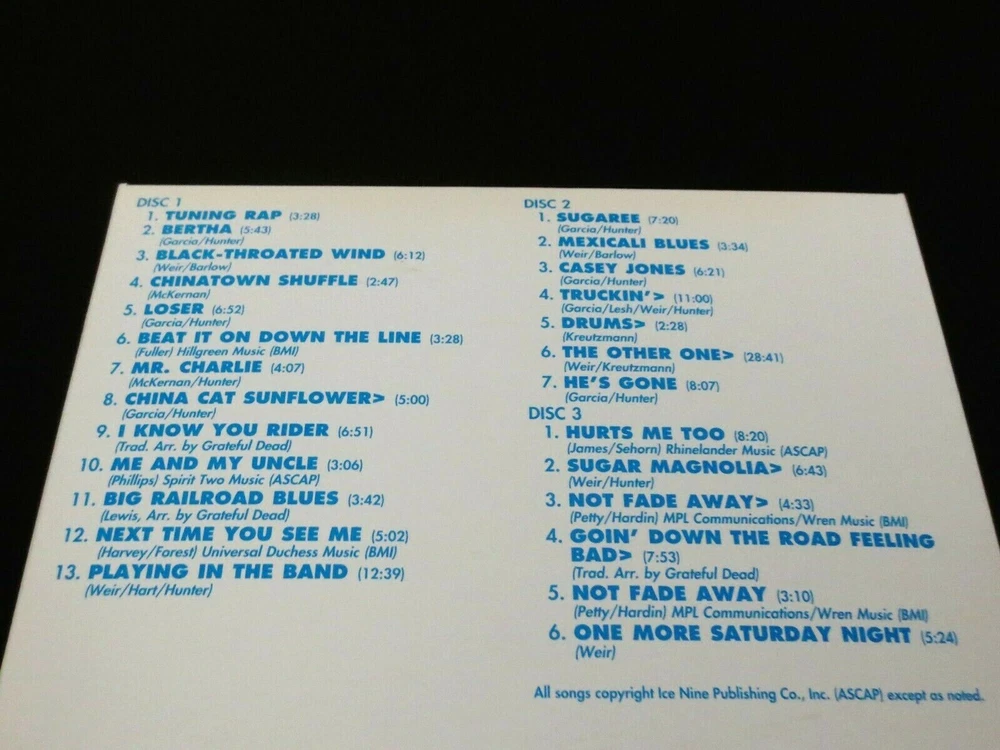 DISC 1
1. TUNING RAP (3:28)
2. BERTHA (5:43)
(Garcia/Hunter)
3. BLACK-THROATED WIND (6:12)
(Weir/Barlow)
4. CHINATOWN SHUFFLE (2:47)
(McKernan)
5. LOSER (6:52)
(Garcia/Hunter)
6. BEAT IT ON DOWN THE LINE (3:28)
(Fuller) Hillgreen Music (BMI)
7. MR. CHARLIE (4:07)
(McKernan/Hunter)
8. CHINA CAT SUNFLOWER> (5:00)
(Garcia/Hunter)
9. I KNOW YOU RIDER (6:51)
(Trad. Arr. by Grateful Dead)
10. ME AND MY UNCLE (3:06)
(Phillips) Spirit Two Music (ASCAP)
11. BIG RAILROAD BLUES (3:42)
(Lewis, Arr. by Grateful Dead)
12. NEXT TIME YOU SEE ME (5:02)
(Harvey/Forest) Universal Duchess Music (BMI)
13. PLAYING IN THE BAND (12:39)
(Weir/Hart/Hunter)
DISC 2
1. SUGAREE (7:20)
(Garcia/Hunter)
2. MEXICALI BLUES (3:34)
(Weir/Barlow)
3. CASEY JONES (6:21)
(Garcia/Hunter)
4. TRUCKIN'> (11:00)
(Garcia/Lesh/Weir/Hunter)
5. DRUMS> (2:28)
(Kreutzmann)
6. THE OTHER ONE> (28:41)
(Weir/Kreutzmann)
7. HE'S GONE (8:07)
(Garcia/Hunter)
DISC 3
1. HURTS ME TOO (8:20)
(James/Sehorn) Rhinelander Music (ASCAP)
2. SUGAR MAGNOLIA> (6:43)
(Weir/Hunter)
3. NOT FADE AWAY> (4:33)
(Petty/Hardin) MPL Communications/Wren Music (BMI)
4. GOIN' DOWN THE ROAD FEELING
BAD> (7:53)
(Trad. Arr. by Grateful Dead)
5. NOT FADE AWAY (3:10)
(Petty/Hardin) MPL Communications/Wren Music (BMI)
6. ONE MORE SATURDAY NIGHT (5:24)
(Weir)
All songs copyright Ice Nine Publishing Co., Inc. (ASCAP) except as noted.